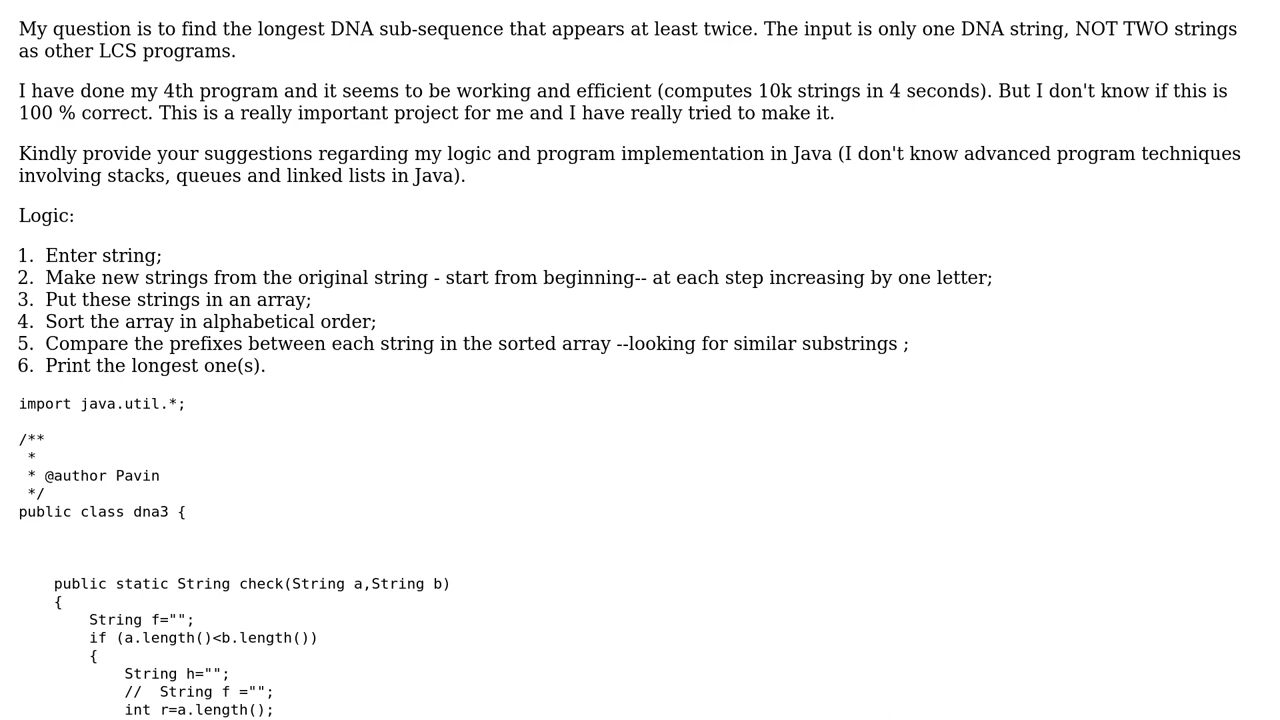 My question is to find the longest DNA sub-sequence that appears at least twice. The input is only one DNA string, NOT TWO strings
as other LCS programs.
I have done my 4th program and it seems to be working and efficient (computes 10k strings in 4 seconds). But I don't know if this is
100 % correct. This is a really important project for me and I have really tried to make it.
Kindly provide your suggestions regarding my logic and program implementation in Java (I don't know advanced program techniques
involving stacks, queues and linked lists in Java).
Logic:
1. Enter string;
2. Make new strings from the original string - start from beginning-- at each step increasing by one letter;
3. Put these strings in an array;
4. Sort the array in alphabetical order;
5. Compare the prefixes between each string in the sorted array --looking for similar substrings ;
6. Print the longest one(s).
import java.util.*;
/**
 *
 * @author Pavin
 */
public class dna3 {
    public static String check(String a,String b)
    {
        String f="";
        if (a.length()<b.length())
        {
            String h="";
            //  String f ="";
            int r=a.length();